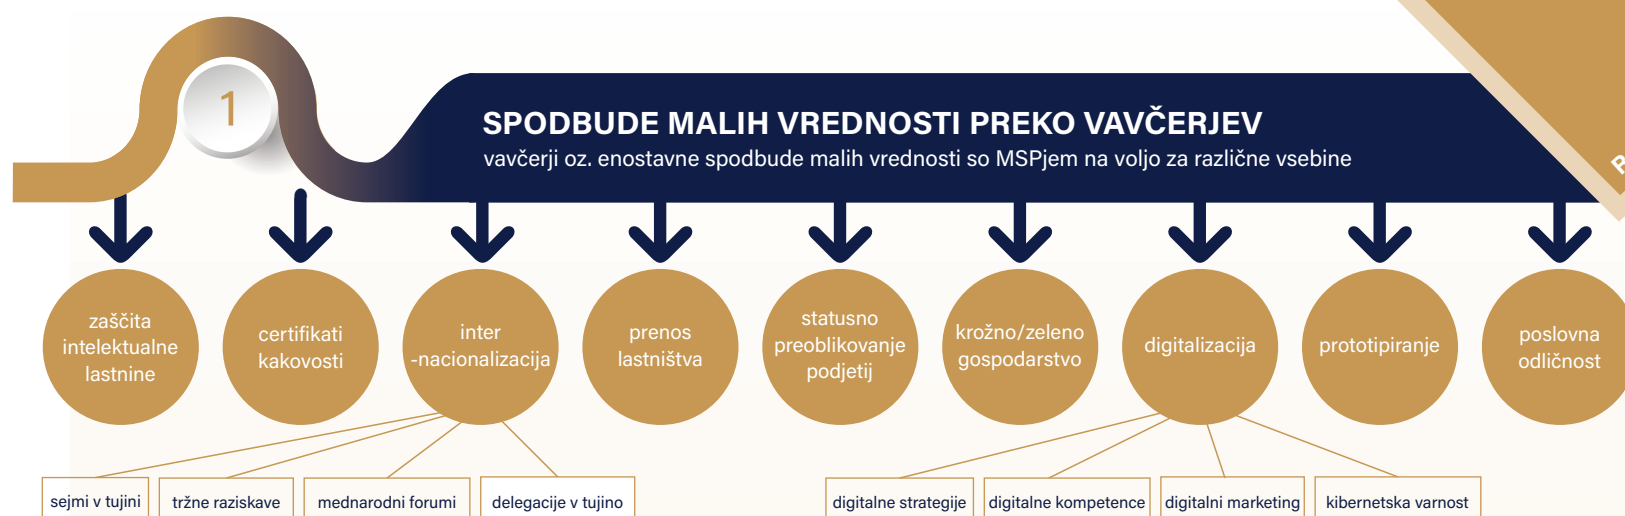 1
SPODBUDE MALIH VREDNOSTI PREKO VAVČERJEV
vavčerji oz. enostavne spodbude malih vrednosti so MSPjem na voljo za različne vsebine
zaščita
intelektualne
lastnine
certifikati
kakovosti
inter
-nacionalizacija
prenos
lastništva
statusno
preoblikovanje
podjetij
krožno/zeleno
gospodarstvo
digitalizacija
prototipiranje
poslovna
odličnost
sejmi v tujini
tržne raziskave
mednarodni forumi
delegacije v tujino
digitalne strategije
digitalne kompetence
digitalni marketing
kibernetska varnost